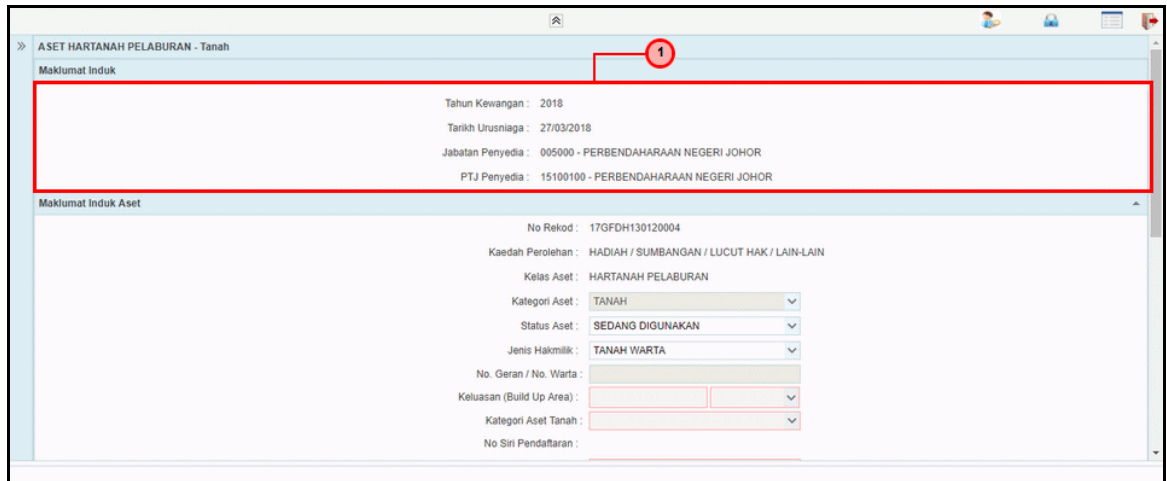 ASET HARTANAH PELABURAN - Tanah
1
Maklumat Induk
Tahun Kewangan : 2018
Tarikh Urusniaga : 27/03/2018
Jabatan Penyedia : 005000 - PERBENDAHARAAN NEGERI JOHOR
PTJ Penyedia : 15100100 - PERBENDAHARAAN NEGERI JOHOR
Maklumat Induk Aset
No Rekod : 17GFDH130120004
Kaedah Perolehan : HADIAH / SUMBANGAN / LUCUT HAK / LAIN-LAIN
Kelas Aset : HARTANAH PELABURAN
Kategori Aset : TANAH
Status Aset : SEDANG DIGUNAKAN
Jenis Hakmilik : TANAH WARTA
No. Geran / No. Warta :
Keluasan (Build Up Area) :
Kategori Aset Tanah :
No Siri Pendaftaran :